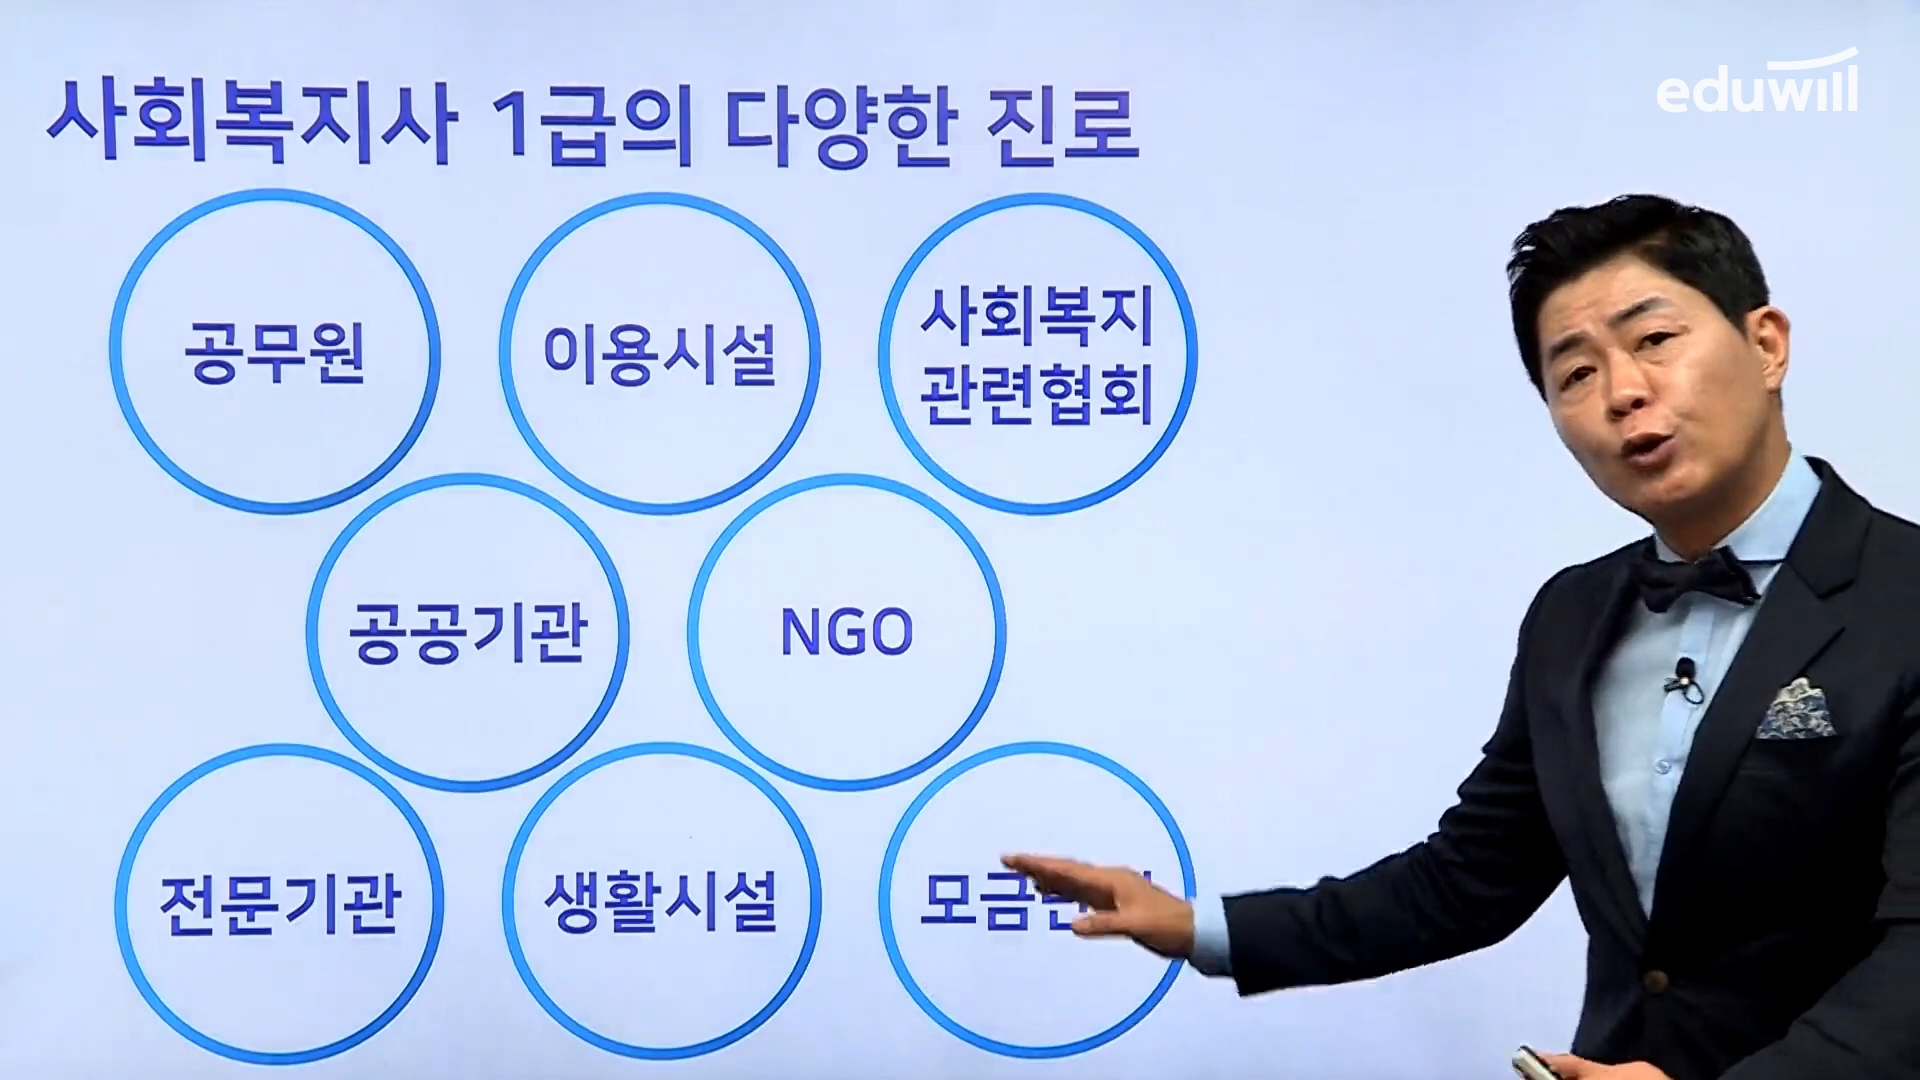 eduwill
사회복지사 1급의 다양한 진로
공무원
이용시설
사회복지
관련협회
공공기관
NGO
전문기관
생활시설
모금